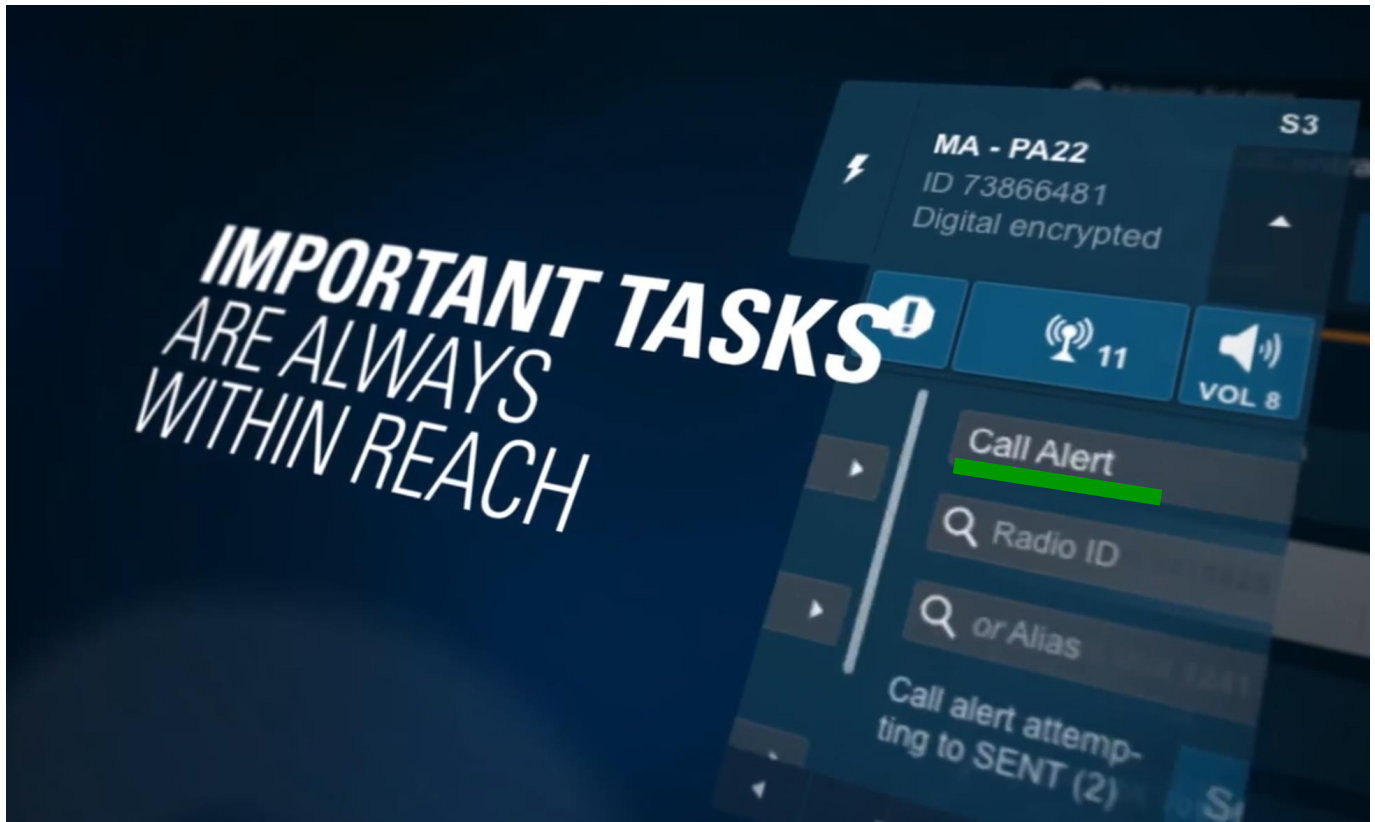 IMPORTANT TASKS
ARE ALWAYS
WITHIN REACH
S3
MA - PA22
ID 73866481
Digital encrypted
11
VOL 8
Call Alert
Radio ID
or Alias
Call alert attemp-
ting to SENT (2)